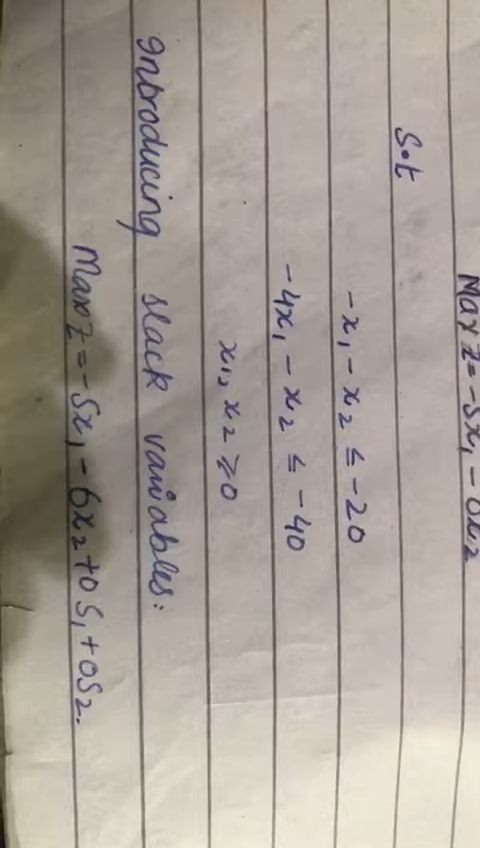 Max Z = -5x₁ - 6x₂
S.t
-x₁ - x₂ ≤ -20
-4x₁ - x₂ ≤ -40
x₁, x₂ ≥ 0
Introducing slack variables:
Max Z = -5x₁ - 6x₂ + 0S₁ + 0S₂.